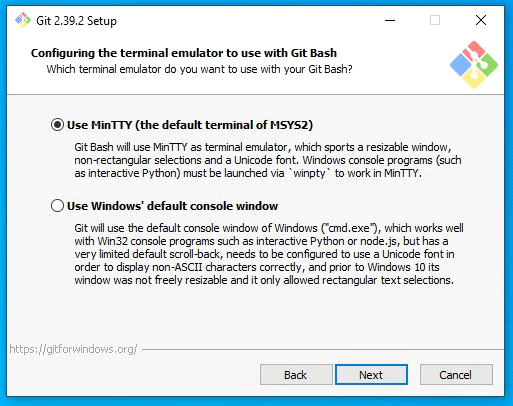 Git 2.39.2 Setup
Configuring the terminal emulator to use with Git Bash
Which terminal emulator do you want to use with your Git Bash?
Use MinTTY (the default terminal of MSYS2)
Git Bash will use MinTTY as terminal emulator, which sports a resizable window,
non-rectangular selections and a Unicode font. Windows console programs (such
as interactive Python) must be launched via `winpty` to work in MinTTY.
Use Windows' default console window
Git will use the default console window of Windows ("cmd.exe"), which works well
with Win32 console programs such as interactive Python or node.js, but has a
very limited default scroll-back, needs to be configured to use a Unicode font in
order to display non-ASCII characters correctly, and prior to Windows 10 its
window was not freely resizable and it only allowed rectangular text selections.
https://gitforwindows.org/
Back
Next
Cancel